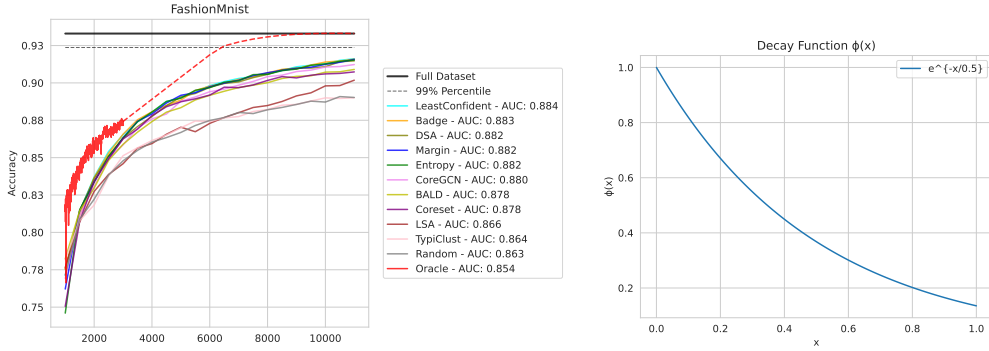 FashionMnist
Accuracy
0.93
0.90
0.88
0.85
0.83
0.80
0.78
0.75
2000
4000
6000
8000
10000
Full Dataset
99% Percentile
LeastConfident - AUC: 0.884
Badge - AUC: 0.883
DSA - AUC: 0.882
Margin - AUC: 0.882
Entropy - AUC: 0.882
CoreGCN - AUC: 0.880
BALD - AUC: 0.878
Coreset - AUC: 0.878
LSA - AUC: 0.866
TypiClust - AUC: 0.864
Random - AUC: 0.863
Oracle - AUC: 0.854
Decay Function ϕ(x)
e^{-x/0.5}
ϕ(x)
1.0
0.8
0.6
0.4
0.2
0.0
0.2
0.4
0.6
0.8
1.0
x